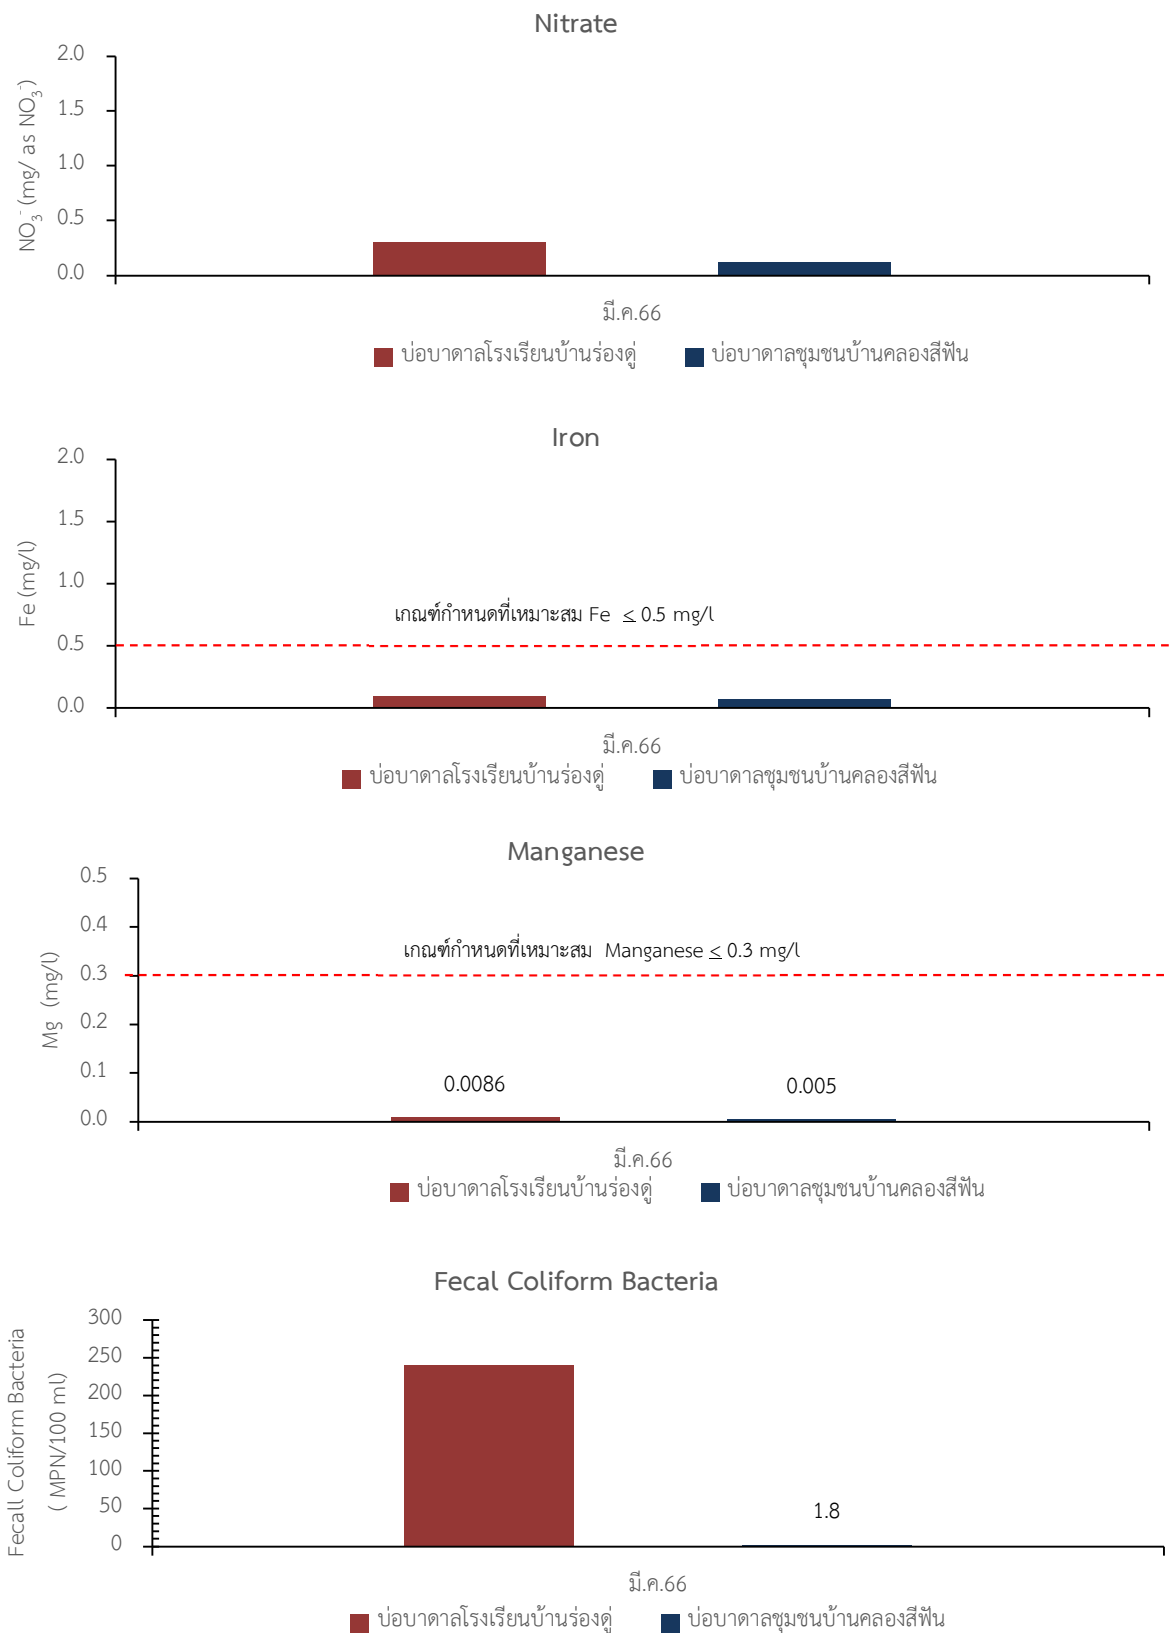 Nitrate
NO₃⁻ (mg/ as NO₃⁻)
2.0
1.5
1.0
0.5
0.0
มี.ค.66
บ่อบาดาลโรงเรียนบ้านร่องดู่ บ่อบาดาลชุมชนบ้านคลองสีฟัน
Iron
Fe (mg/l)
2.0
1.5
1.0
เกณฑ์กำหนดที่เหมาะสม Fe ≤ 0.5 mg/l
0.5
0.0
มี.ค.66
บ่อบาดาลโรงเรียนบ้านร่องดู่ บ่อบาดาลชุมชนบ้านคลองสีฟัน
Manganese
Mg (mg/l)
0.5
0.4
เกณฑ์กำหนดที่เหมาะสม Manganese ≤ 0.3 mg/l
0.3
0.2
0.1
0.0086 0.005
0.0
มี.ค.66
บ่อบาดาลโรงเรียนบ้านร่องดู่ บ่อบาดาลชุมชนบ้านคลองสีฟัน
Fecal Coliform Bacteria
Fecall Coliform Bacteria
( MPN/100 ml)
300
250
200
150
100
50
1.8
0
มี.ค.66
บ่อบาดาลโรงเรียนบ้านร่องดู่ บ่อบาดาลชุมชนบ้านคลองสีฟัน